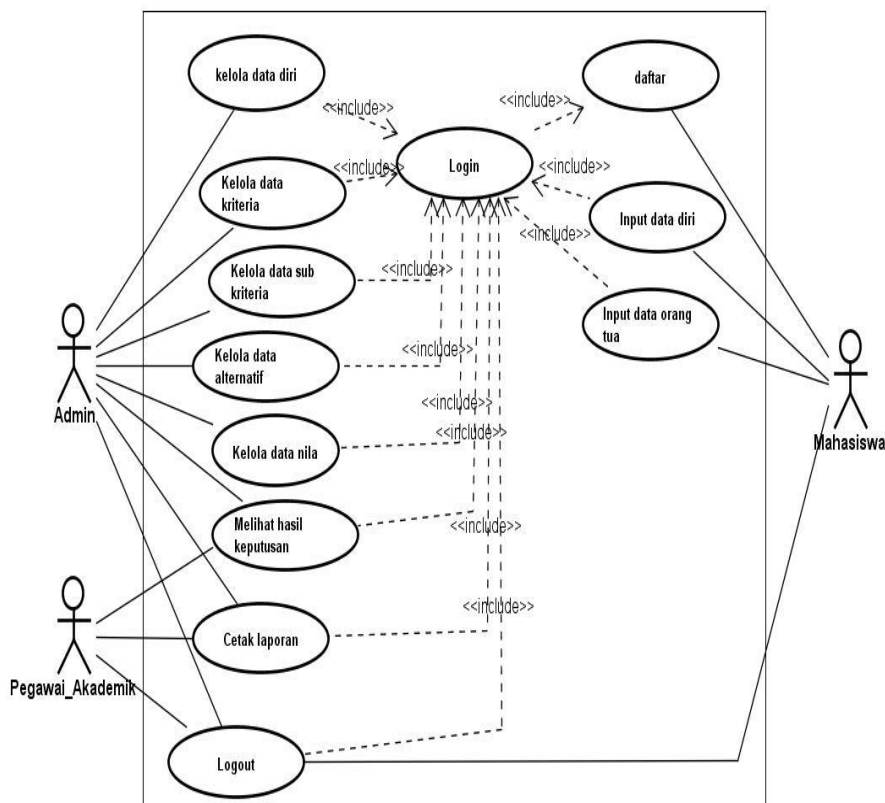 kelola data diri
daftar
<<include>>
<<include>>
Login
<<include>>
<<include>>
Kelola data
kriteria
Input data diri
<<include>>
Kelola data sub
kriteria
<<include>>
Input data orang
tua
Kelola data
alternatif
<<include>>
Admin
Mahasiswa
<<include>>
<<include>>
Kelola data nila
Melihat hasil
keputusan
<<include>>
<<include>>
Cetak laporan
Pegawai_Akademik
Logout